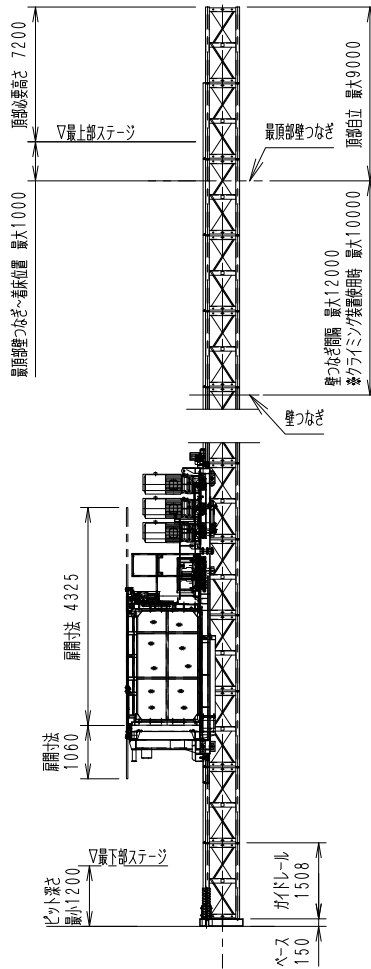 頂部必要高さ 7200
▽最上部ステージ
最頂部壁つなぎ~着床位置 最大1000
最頂部壁つなぎ
頂部自立 最大9000
壁つなぎ間隔 最大12000
※クライミング装置使用時 最大10000
壁つなぎ
扉開寸法 4325
扉開寸法
1060
▽最下部ステージ
ピット深さ
最小1200
ガイドレール
1508
ベース
150